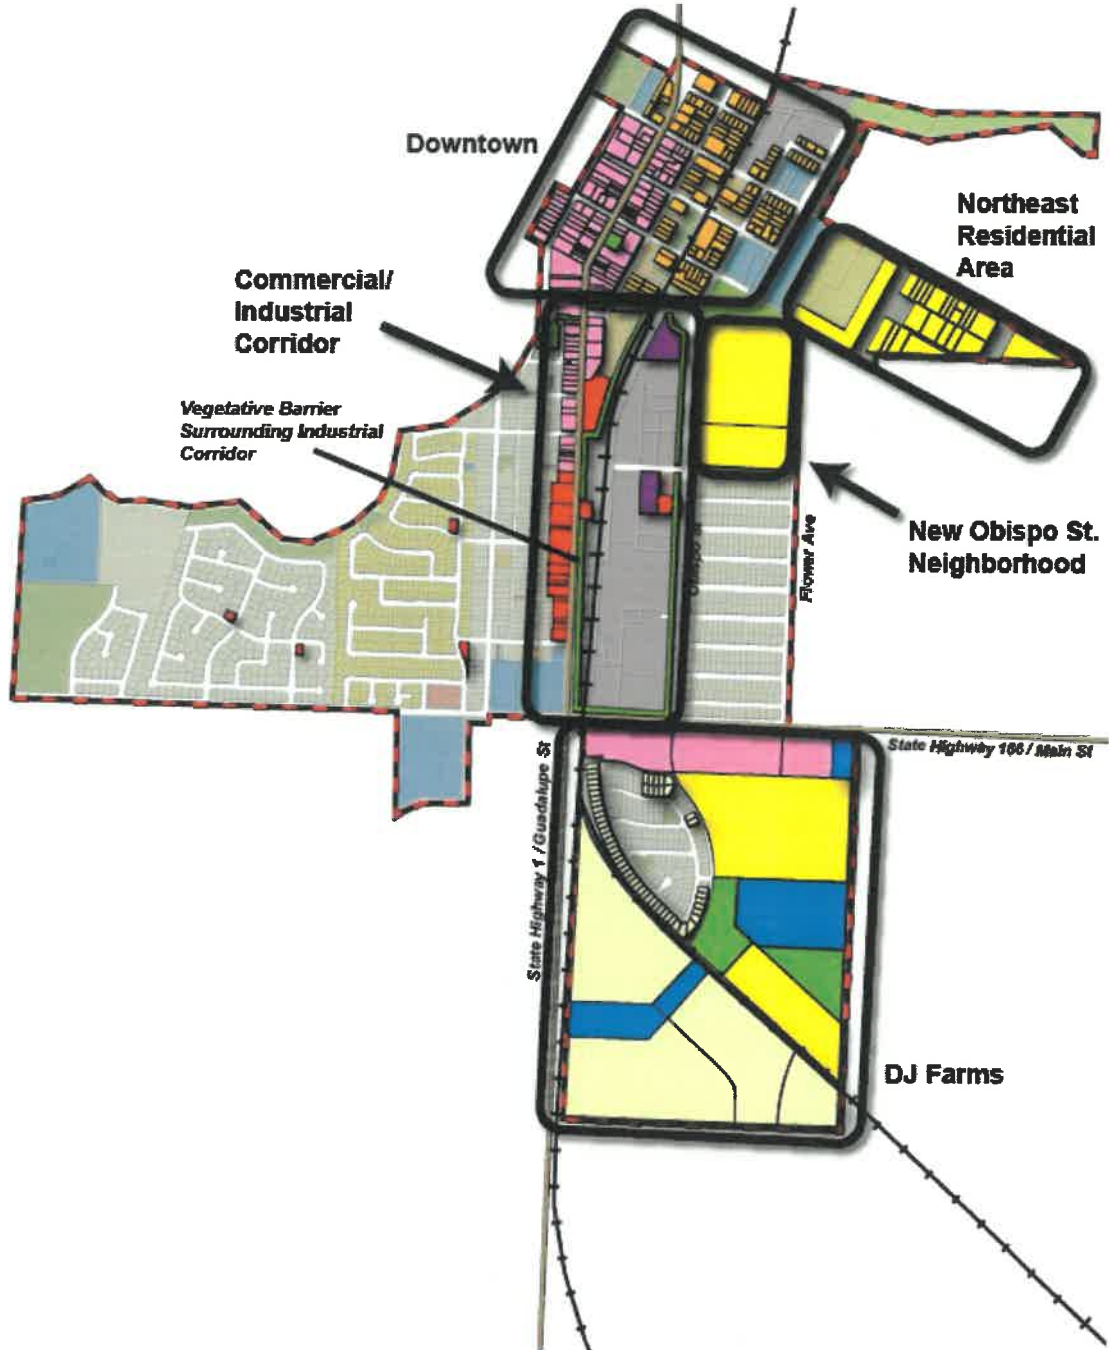 Downtown
Northeast
Residential
Area
Commercial/
Industrial
Corridor
Vegetative Barrier
Surrounding Industrial
Corridor
New Obispo St.
Neighborhood
Flower Ave
State Highway 166 / Main St
State Highway 1 / Guadalupe St
DJ Farms